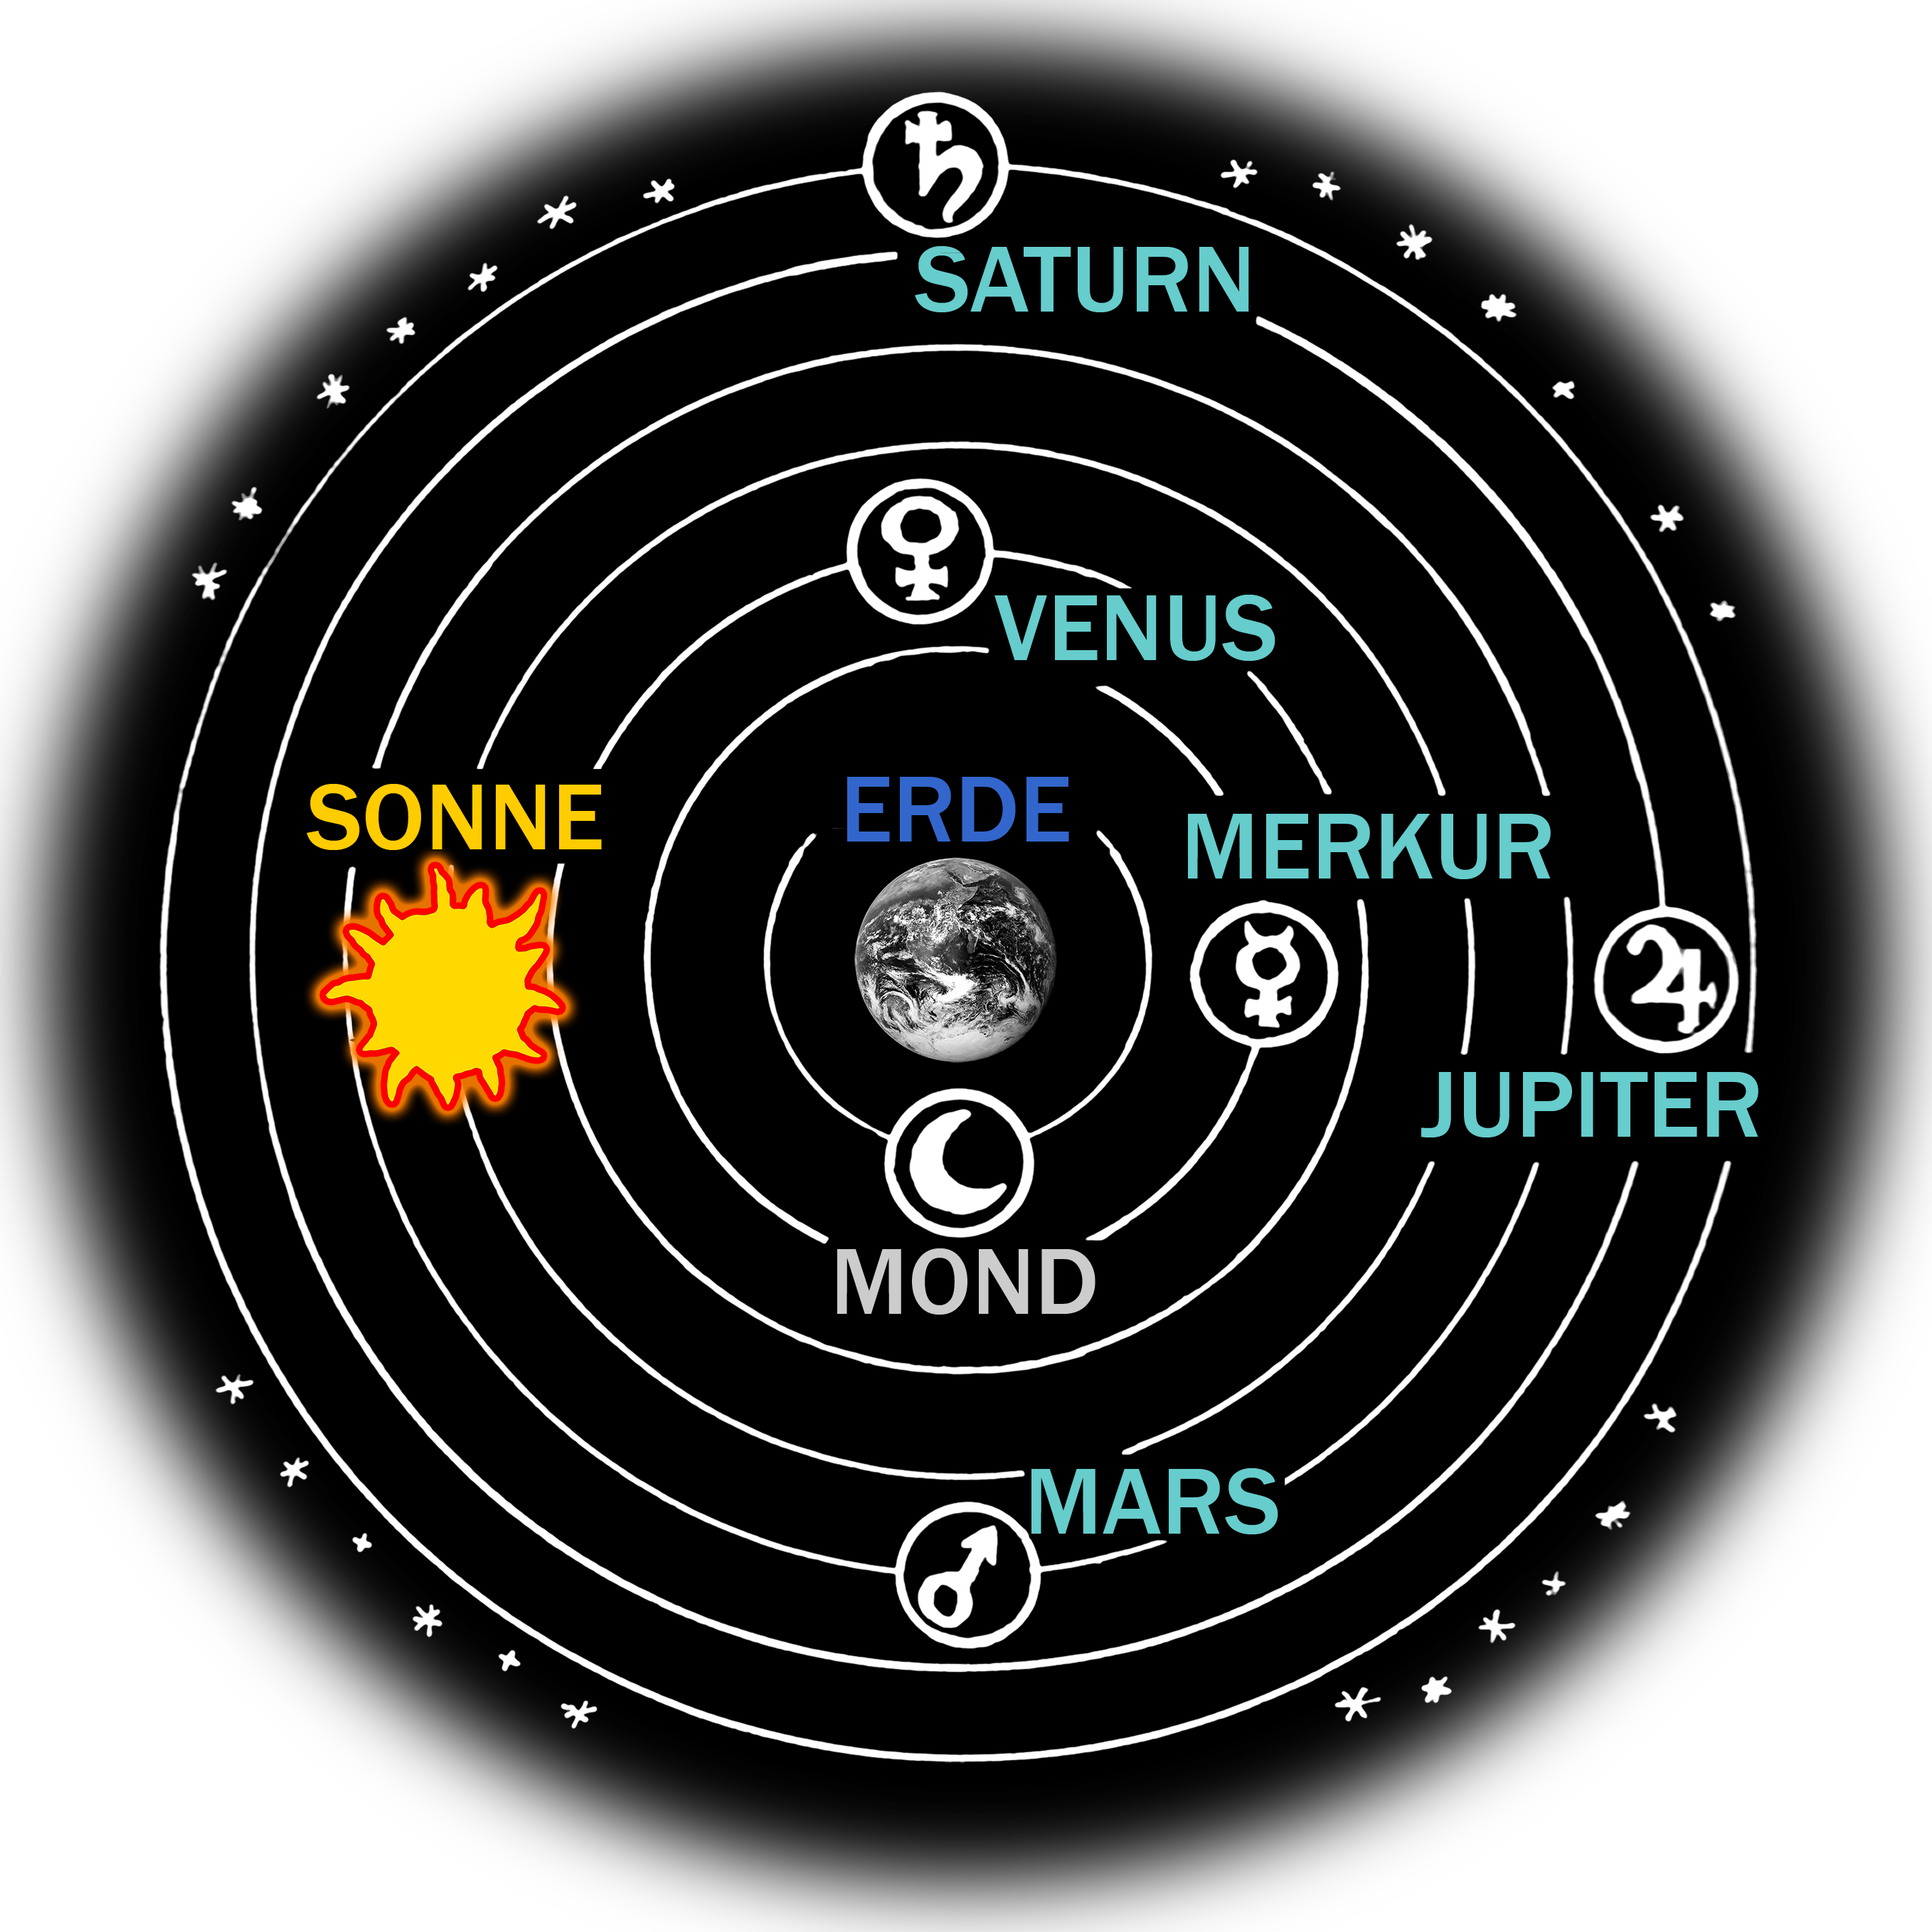 SATURN
VENUS
SONNE
ERDE
MERKUR
JUPITER
MOND
MARS